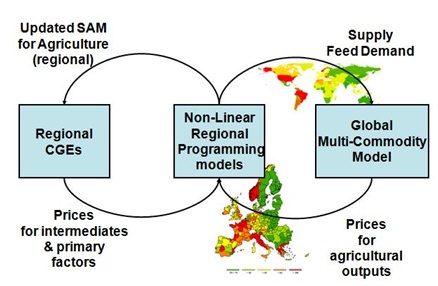 Updated SAM
for Agriculture
(regional)
Supply
Feed Demand
Regional
CGEs
Non-Linear
Regional
Programming
models
Global
Multi-Commodity
Model
Prices
for intermediates
& primary
factors
Prices
for
agricultural
outputs